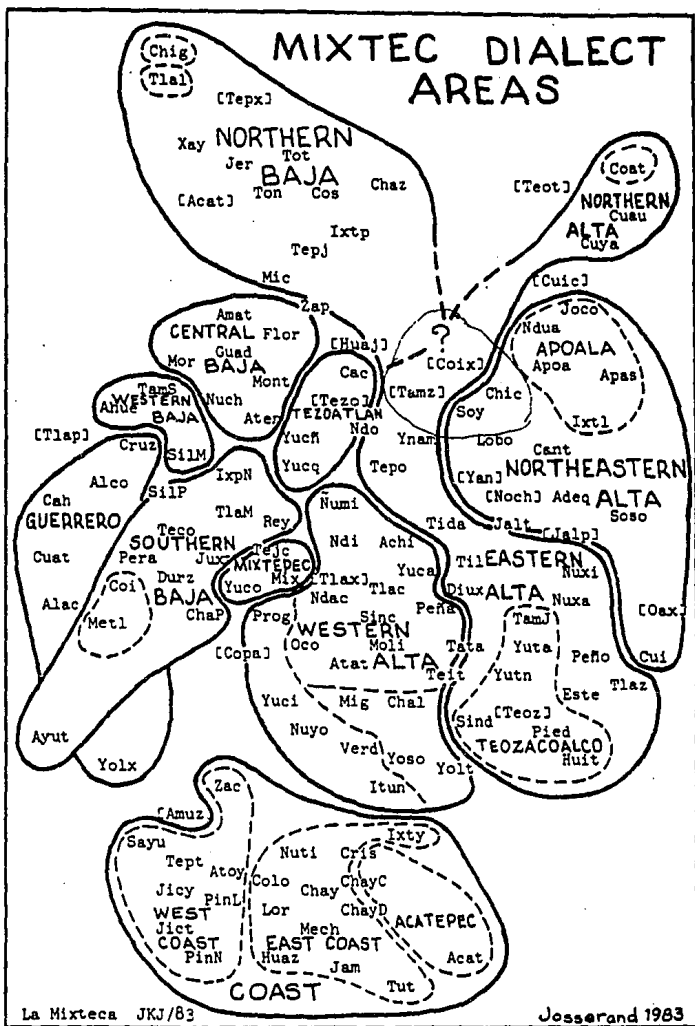 MIXTEC DIALECT
AREAS
Chig
Tlal
[Tepx]
Xay
NORTHERN
Jer
Tot
BAJA
[Acat]
Ton
Cos
Chaz
Ixtp
Tepj
Mic
Zap
[Teot]
Coat
NORTHERN
Cuau
ALTA
Cuya
[Cuic]
Joco
Ndua
APOALA
Apoa
Apas
Ixtl
?
[Coix]
[Tamz]
Chic
Soy
Ynam
Lobo
Amat
CENTRAL
Flor
Guad
Mor
BAJA
Mont
Nuch
Aten
[Huaj]
Cac
[Tezo]
TEZOATLAN
Yucñ
Ndo
Yucq
Tepo
TamS
WESTERN
Ahue
BAJA
[Tlap]
Cruz
SilM
Cant
NORTHEASTERN
[Yan]
[Noch]
Adeq
ALTA
Soso
Jalt
[Jalp]
Alco
SilP
IxpN
Cah
GUERRERO
TlaM
Rey
SOUTHERN
Teco
Cuat
Pera
Jux
Durz
BAJA
Coi
Alac
Metl
ChaP
Tejc
MIXTEPEC
Yuco
Mix
Ñumi
Ndi
Achi
Tida
[Tlax]
Yuca
Ndac
Tlac
Diux
Peña
Prog
Sinc
WESTERN
Oco
Moli
[Copa]
Atat
ALTA
Tata
Teit
Yuci
Mig
Chal
Nuyo
Verd
Yoso
Yolt
Itun
Til
EASTERN
Nuxi
ALTA
Nuxa
TamJ
[Oax]
Yuta
Peño
Cui
Yutn
Tlaz
Este
Sind
[Teoz]
Pied
TEOZACOALCO
Huit
Ayut
Yolx
Zac
[Amuz]
Sayu
Tept
Atoy
Jicy
PinL
WEST
Jict
COAST
PinN
Ixty
Nuti
Cris
Colo
Chay
ChayC
Lor
ChayD
ACATEPEC
Mech
EAST COAST
Huaz
Acat
Jam
Tut
COAST
La Mixteca JKJ/83
Josserand 1983